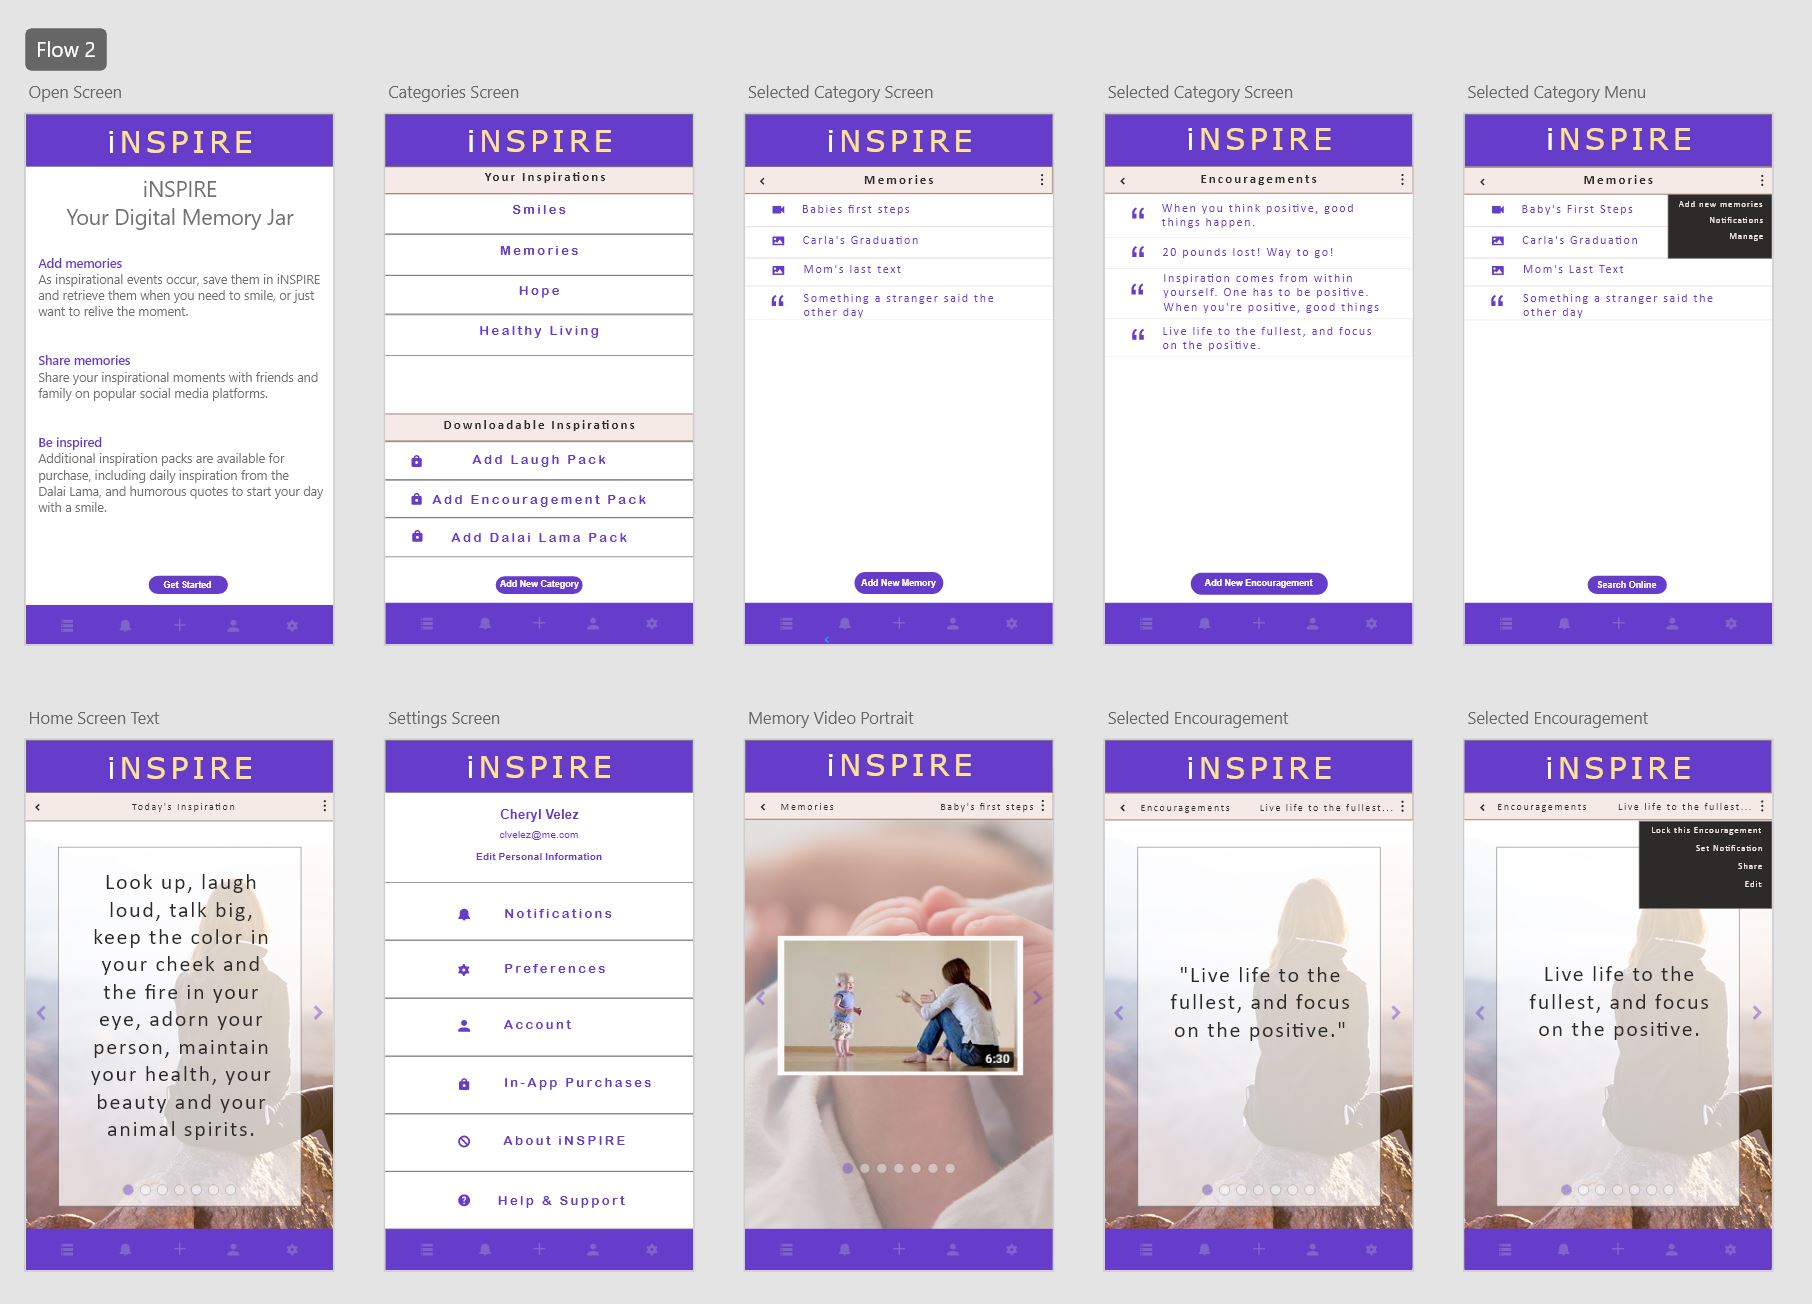 Flow 2
Open Screen
iNSPIRE
iNSPIRE
Your Digital Memory Jar
Add memories
As inspirational events occur, save them in iNSPIRE
and retrieve them when you need to smile, or just
want to relive the moment.
Share memories
Share your inspirational moments with friends and
family on popular social media platforms.
Be inspired
Additional inspiration packs are available for
purchase, including daily inspiration from the
Dalai Lama, and humorous quotes to start your day
with a smile.
Get Started
Categories Screen
iNSPIRE
Your Inspirations
Smiles
Memories
Hope
Healthy Living
Downloadable Inspirations
Add Laugh Pack
Add Encouragement Pack
Add Dalai Lama Pack
Add New Category
Selected Category Screen
iNSPIRE
Memories
Babies first steps
Carla's Graduation
Mom's last text
Something a stranger said the
other day
Add New Memory
Selected Category Screen
iNSPIRE
Encouragements
When you think positive, good
things happen.
20 pounds lost! Way to go!
Inspiration comes from within
yourself. One has to be positive.
When you're positive, good things
Live life to the fullest, and focus
on the positive.
Add New Encouragement
Selected Category Menu
iNSPIRE
Memories
Add new memories
Notifications
Manage
Baby's First Steps
Carla's Graduation
Mom's Last Text
Something a stranger said the
other day
Search Online
Home Screen Text
iNSPIRE
Today's Inspiration
Look up, laugh
loud, talk big,
keep the color in
your cheek and
the fire in your
eye, adorn your
person, maintain
your health, your
beauty and your
animal spirits.
Settings Screen
iNSPIRE
Cheryl Velez
clvelez@me.com
Edit Personal Information
Notifications
Preferences
Account
In-App Purchases
About iNSPIRE
Help & Support
Memory Video Portrait
iNSPIRE
Memories Baby's first steps
6:30
Selected Encouragement
iNSPIRE
Encouragements Live life to the fullest...
"Live life to the
fullest, and focus
on the positive."
Selected Encouragement
iNSPIRE
Encouragements Live life to the fullest...
Lock this Encouragement
Set Notification
Share
Edit
Live life to the
fullest, and focus
on the positive.